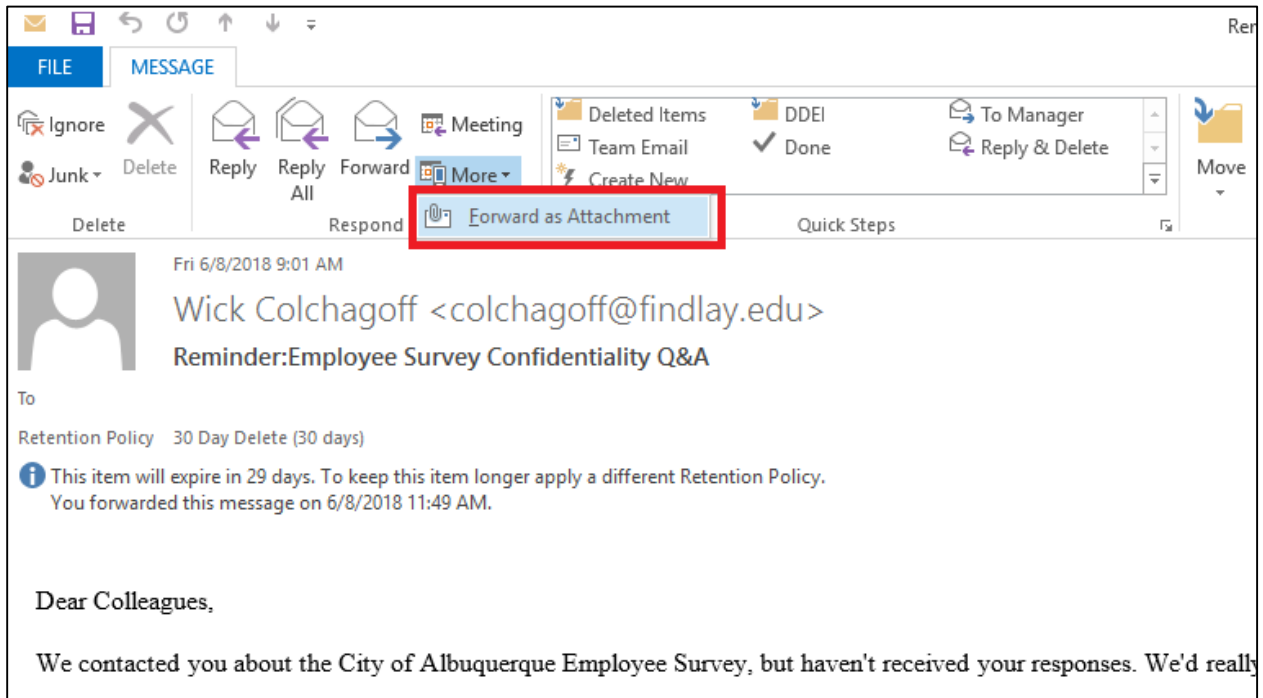 Rer
FILE MESSAGE
Ignore
Junk
Delete
Reply
Reply All
Forward
Meeting
More
Deleted Items
Team Email
Create New
DDEI
Done
To Manager
Reply & Delete
Move
Delete
Respond
Quick Steps
Forward as Attachment
Fri 6/8/2018 9:01 AM
Wick Colchagoff <colchagoff@findlay.edu>
Reminder:Employee Survey Confidentiality Q&A
To
Retention Policy 30 Day Delete (30 days)
This item will expire in 29 days. To keep this item longer apply a different Retention Policy.
You forwarded this message on 6/8/2018 11:49 AM.
Dear Colleagues,
We contacted you about the City of Albuquerque Employee Survey, but haven't received your responses. We'd really